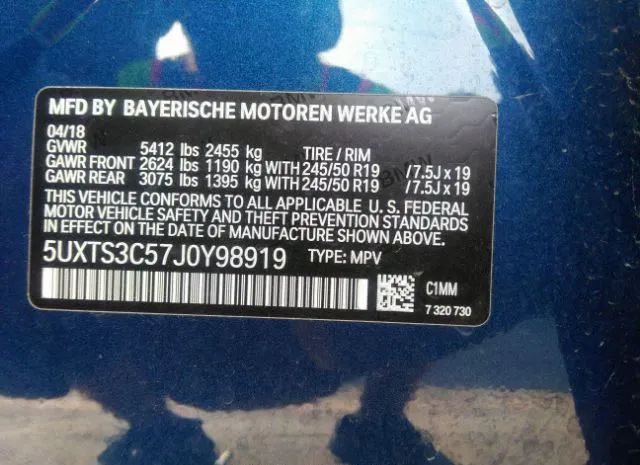 MFD BY BAYERISCHE MOTOREN WERKE AG
04/18
GVWR 5412 lbs 2455 kg TIRE / RIM
GAWR FRONT 2624 lbs 1190 kg WITH 245/50 R19 /7.5J x 19
GAWR REAR 3075 lbs 1395 kg WITH 245/50 R19 /7.5J x 19
THIS VEHICLE CONFORMS TO ALL APPLICABLE U. S. FEDERAL
MOTOR VEHICLE SAFETY AND THEFT PREVENTION STANDARDS
IN EFFECT ON THE DATE OF MANUFACTURE SHOWN ABOVE.
5UXTS3C57J0Y98919 TYPE: MPV
C1MM
7 320 730